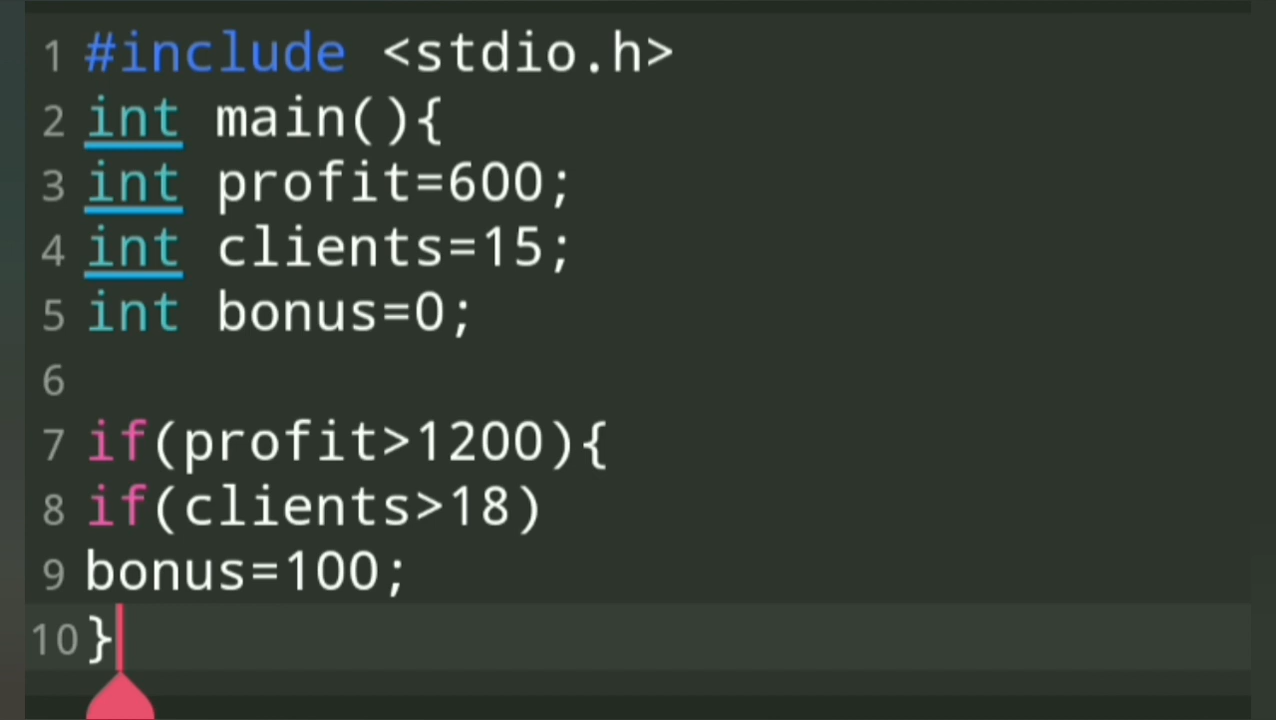 1 #include <stdio.h>
2 int main(){
3 int profit=600;
4 int clients=15;
5 int bonus=0;
6
7 if(profit>1200){
8 if(clients>18)
9 bonus=100;
10 }